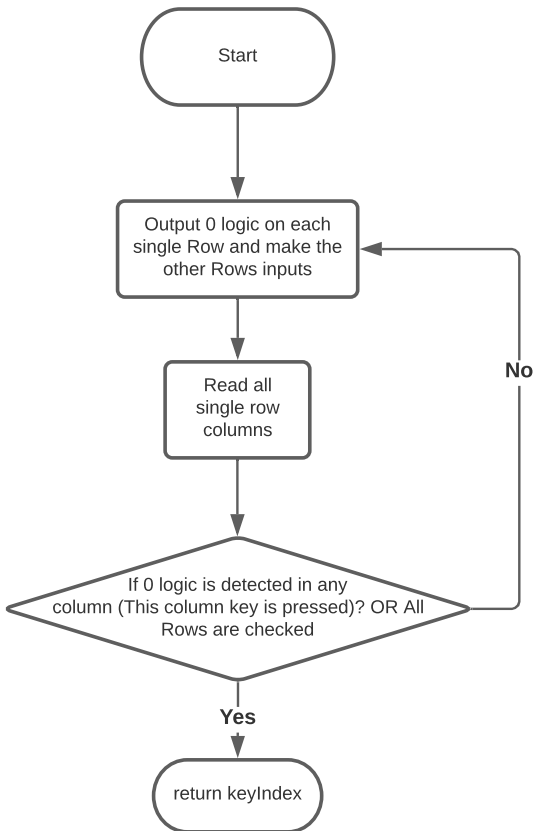 Start
Output 0 logic on each
single Row and make the
other Rows inputs
No
Read all
single row
columns
If 0 logic is detected in any
column (This column key is pressed)? OR All
Rows are checked
Yes
return keyIndex